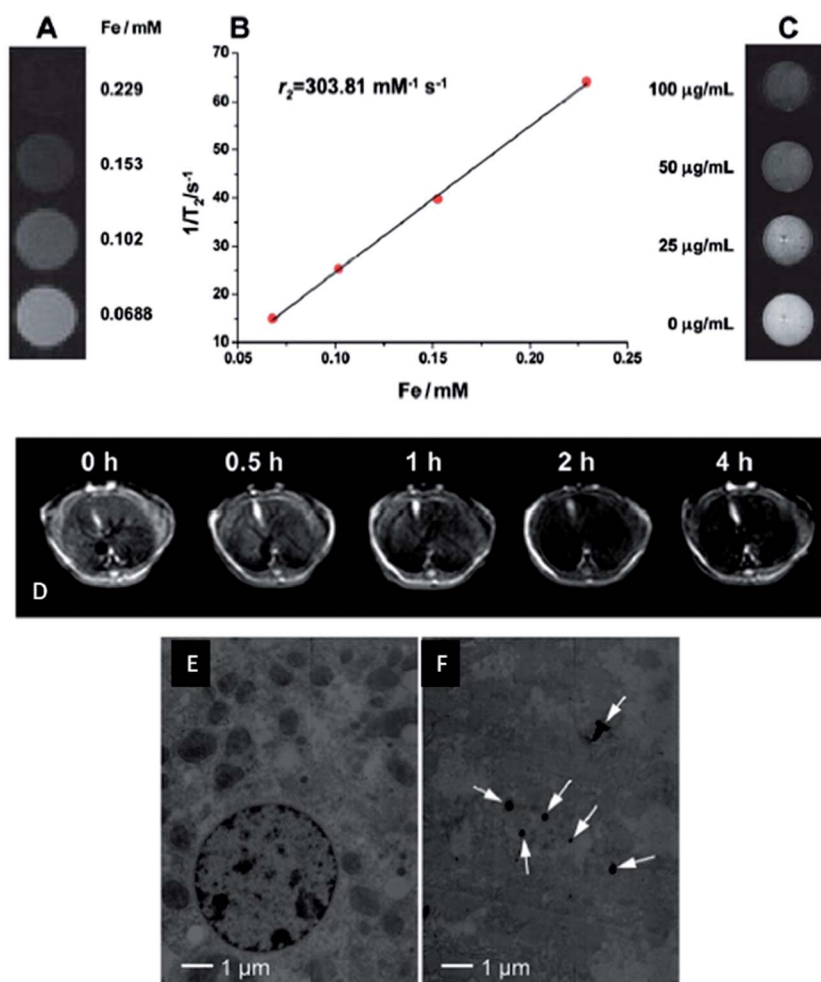 A
Fe / mM
0.229
0.153
0.102
0.0688
B
r₂=303.81 mM⁻¹ s⁻¹
1/T₂/s⁻¹
70
60
50
40
30
20
10
0.05
0.10
0.15
0.20
0.25
Fe / mM
C
100 µg/mL
50 µg/mL
25 µg/mL
0 µg/mL
0 h
0.5 h
1 h
2 h
4 h
D
E
F
1 µm
1 µm